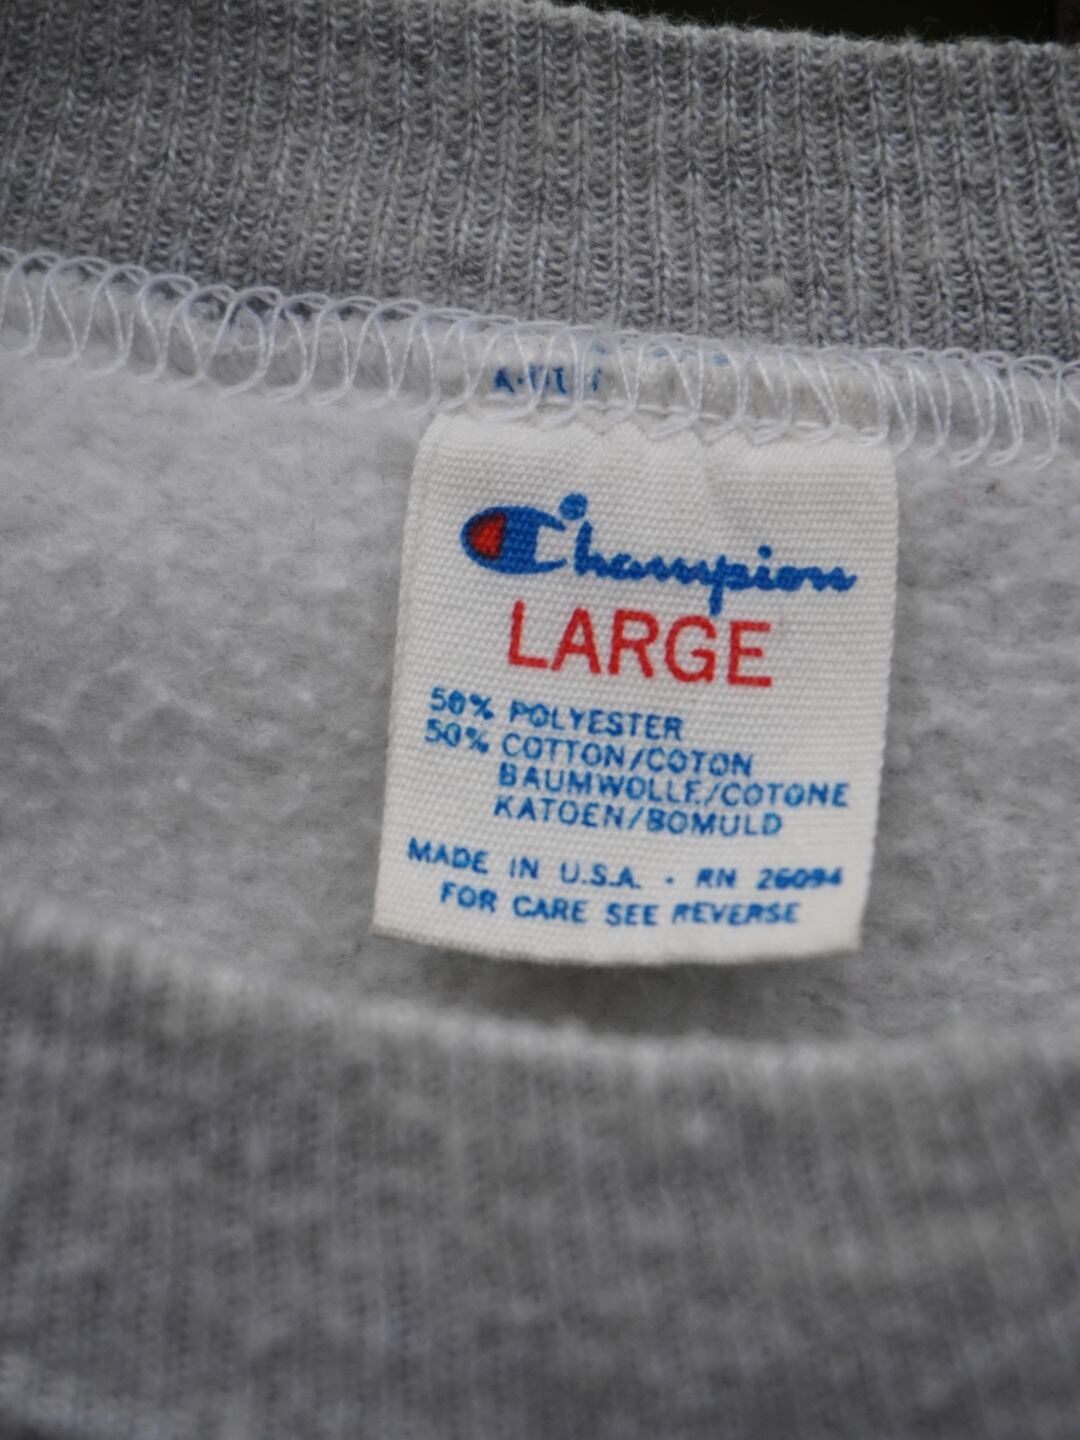 Champion
LARGE
50% POLYESTER
50% COTTON/COTON
BAUMWOLLE/COTONE
KATOEN/BOMULD
MADE IN U.S.A. - RN 26094
FOR CARE SEE REVERSE